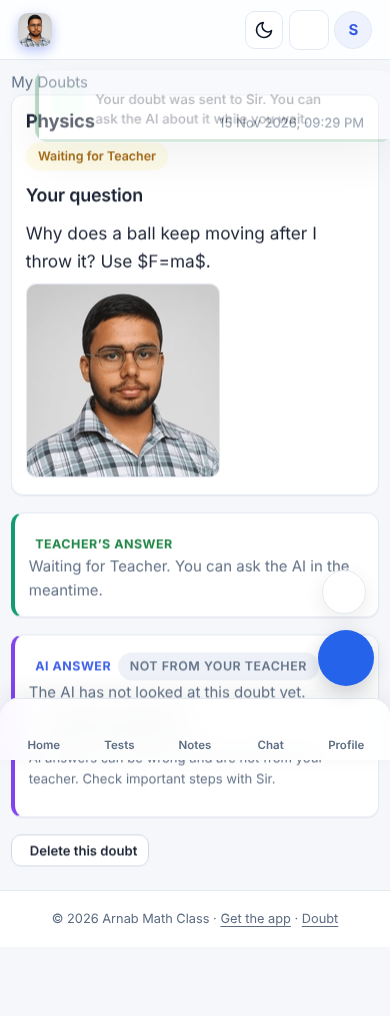 S
My Doubts
Your doubt was sent to Sir. You can
ask the AI about it while you wait.
Physics
15 Nov 2026, 09:29 PM
Waiting for Teacher
Your question
Why does a ball keep moving after I
throw it? Use $F=ma$.
TEACHER’S ANSWER
Waiting for Teacher. You can ask the AI in the
meantime.
AI ANSWER NOT FROM YOUR TEACHER
The AI has not looked at this doubt yet.
Home Tests Notes Chat Profile
AI answers can be wrong and are not from your
teacher. Check important steps with Sir.
Delete this doubt
© 2026 Arnab Math Class · Get the app · Doubt